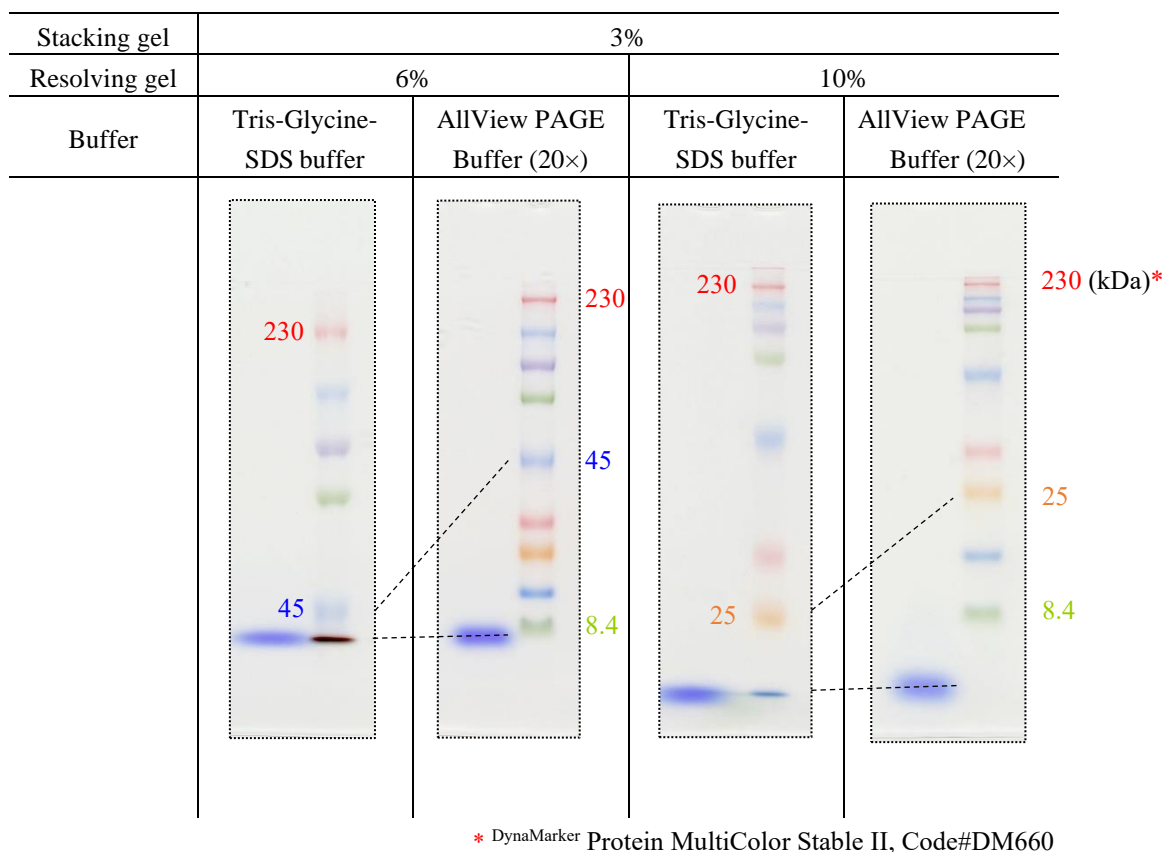 Stacking gel 3%
Resolving gel 6% 10%
Buffer
Tris-Glycine-
SDS buffer
AllView PAGE
Buffer (20×)
Tris-Glycine-
SDS buffer
AllView PAGE
Buffer (20×)
230
45
230
45
8.4
230
25
230 (kDa)*
25
8.4
* DynaMarker Protein MultiColor Stable II, Code#DM660